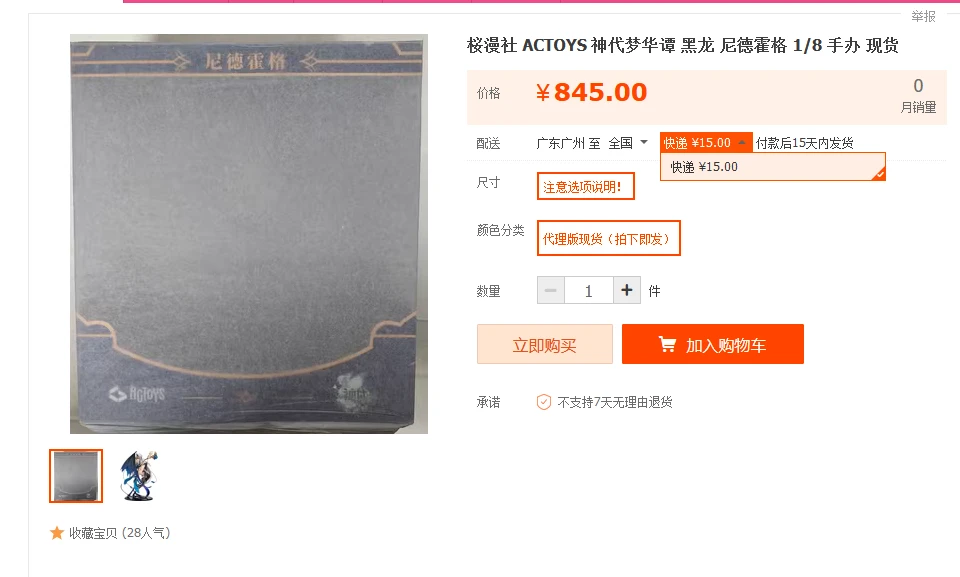 举报
桜漫社 ACTOYS 神代梦华谭 黑龙 尼德霍格 1/8 手办 现货
尼德霍格
ACTOYS
价格 ¥845.00
0
月销量
配送 广东广州 至 全国 快递 ¥15.00 付款后15天内发货
快递 ¥15.00
尺寸 注意选项说明!
颜色分类 代理版现货（拍下即发）
数量 1 件
立即购买 加入购物车
承诺 不支持7天无理由退货
收藏宝贝 (28人气)